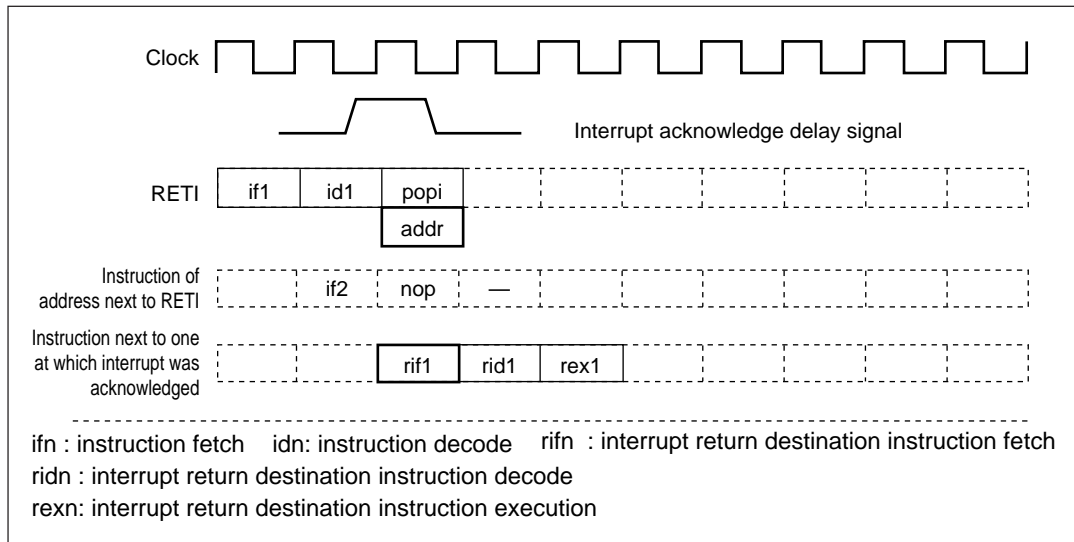 Clock
Interrupt acknowledge delay signal
RETI if1 id1 popi
addr
Instruction of
address next to RETI
if2 nop —
Instruction next to one
at which interrupt was
acknowledged
rif1 rid1 rex1
ifn : instruction fetch idn: instruction decode rifn : interrupt return destination instruction fetch
ridn : interrupt return destination instruction decode
rexn: interrupt return destination instruction execution